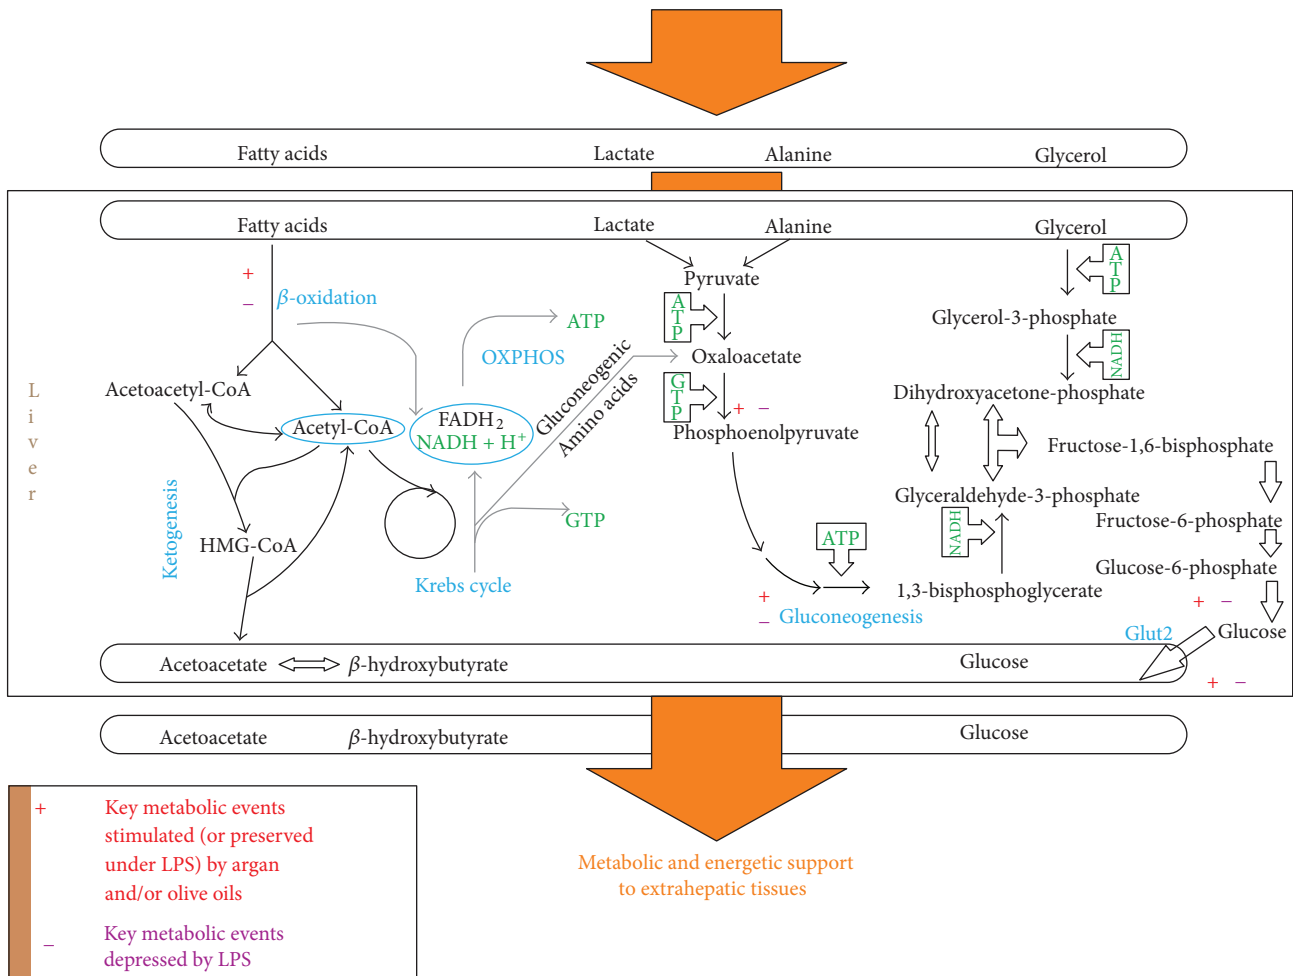 Fatty acids Lactate Alanine Glycerol
Fatty acids Lactate Alanine Glycerol
+
−
β-oxidation
Pyruvate
ATP
ATP
Glycerol-3-phosphate
ATP
OXPHOS
Gluconeogenic
Amino acids
Oxaloacetate
NADH
Liver
Acetoacetyl-CoA
GTP
Dihydroxyacetone-phosphate
+ −
Acetyl-CoA
FADH2
NADH + H+
Phosphoenolpyruvate
Fructose-1,6-bisphosphate
Glyceraldehyde-3-phosphate
Ketogenesis
GTP
NADH
Fructose-6-phosphate
HMG-CoA
ATP
Glucose-6-phosphate
Krebs cycle
1,3-bisphosphoglycerate
+
−
Gluconeogenesis
+ −
Glut2
Glucose
Acetoacetate β-hydroxybutyrate Glucose
+ −
Acetoacetate β-hydroxybutyrate Glucose
+ Key metabolic events
stimulated (or preserved
under LPS) by argan
and/or olive oils
− Key metabolic events
depressed by LPS
Metabolic and energetic support
to extrahepatic tissues